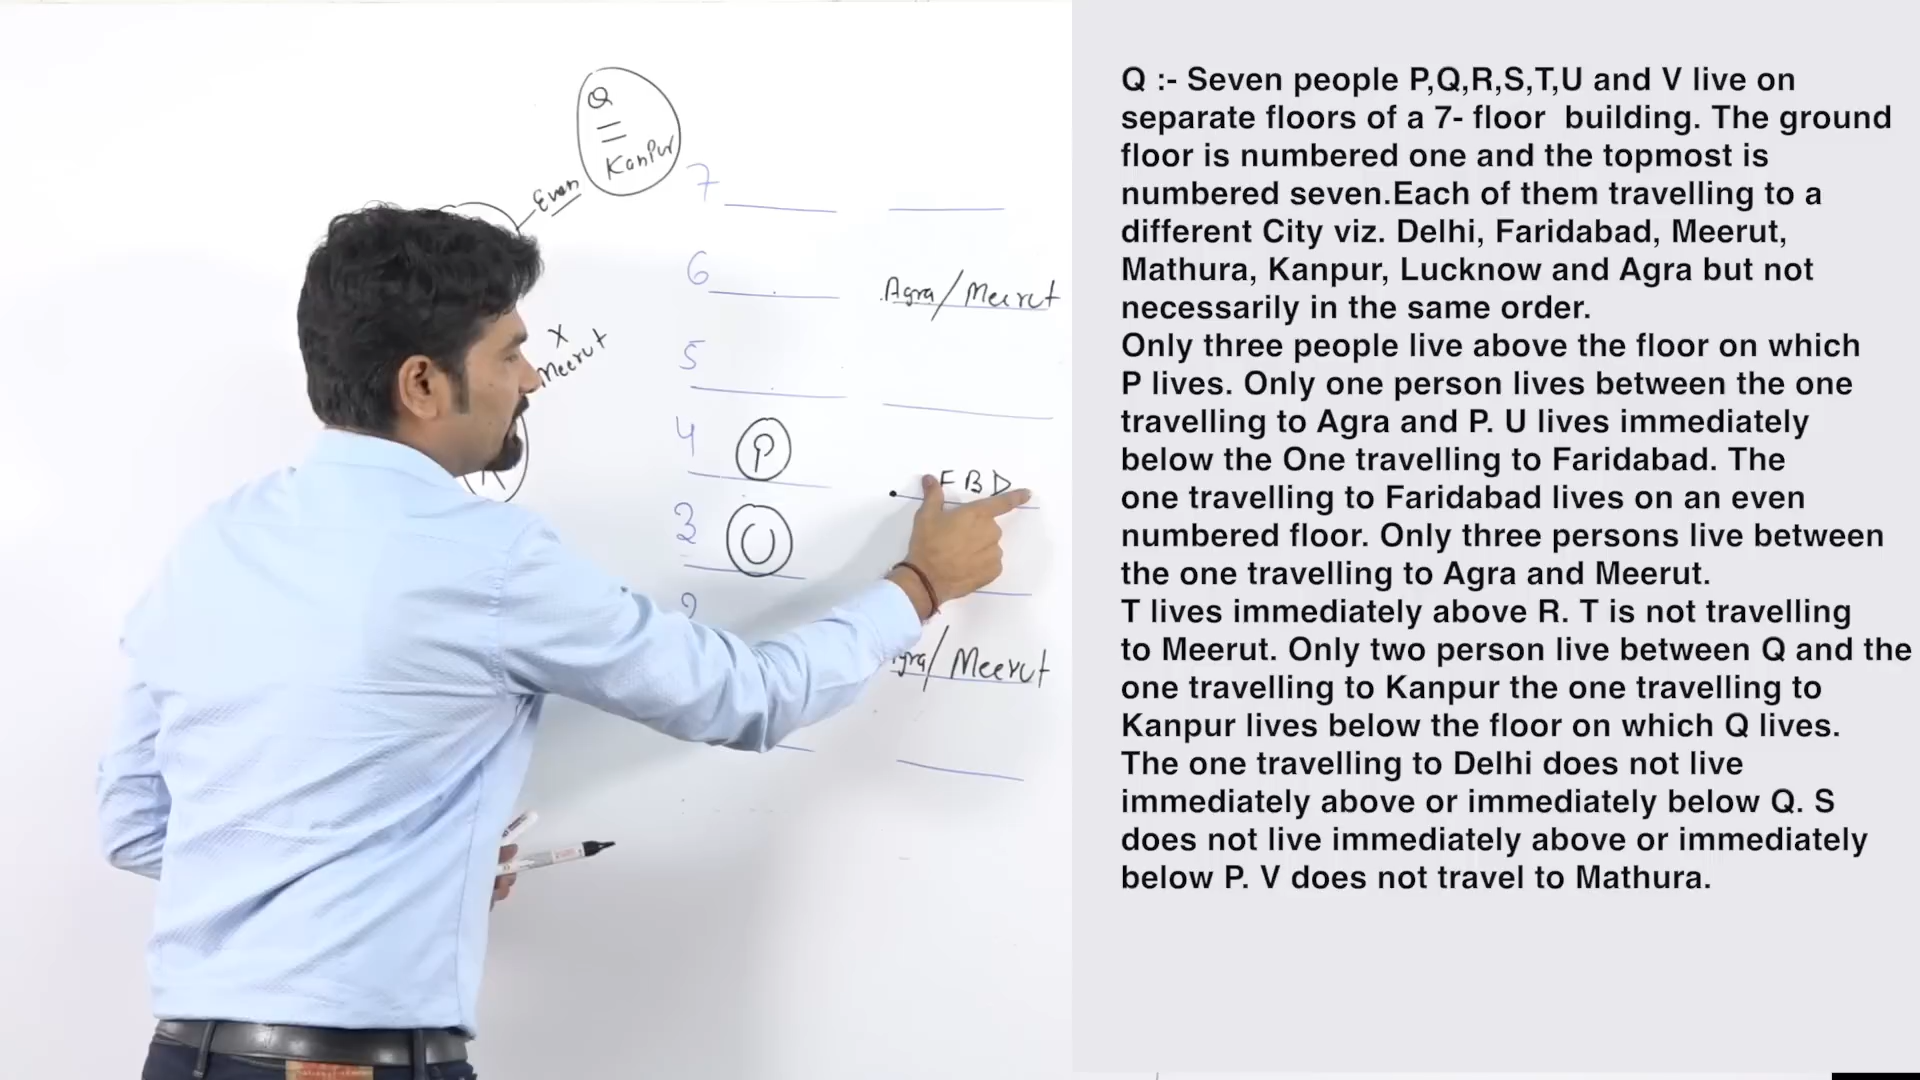 Q
Kanpur
Even
7
6
Agra/Meerut
X
Meerut
5
4
P
FBD
3
U
2
Agra/Meerut
Q :- Seven people P,Q,R,S,T,U and V live on
separate floors of a 7- floor building. The ground
floor is numbered one and the topmost is
numbered seven.Each of them travelling to a
different City viz. Delhi, Faridabad, Meerut,
Mathura, Kanpur, Lucknow and Agra but not
necessarily in the same order.
Only three people live above the floor on which
P lives. Only one person lives between the one
travelling to Agra and P. U lives immediately
below the One travelling to Faridabad. The
one travelling to Faridabad lives on an even
numbered floor. Only three persons live between
the one travelling to Agra and Meerut.
T lives immediately above R. T is not travelling
to Meerut. Only two person live between Q and the
one travelling to Kanpur the one travelling to
Kanpur lives below the floor on which Q lives.
The one travelling to Delhi does not live
immediately above or immediately below Q. S
does not live immediately above or immediately
below P. V does not travel to Mathura.